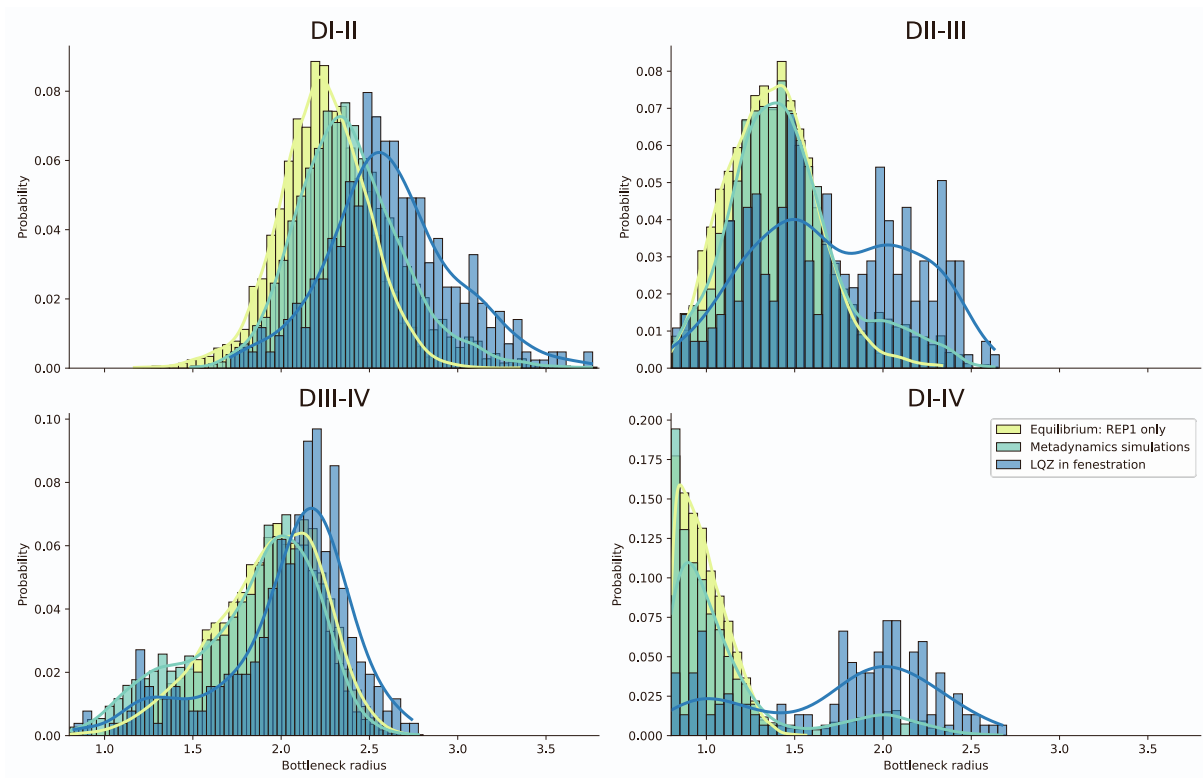 DI-II
Probability
0.08
0.06
0.04
0.02
0.00
DII-III
Probability
0.08
0.07
0.06
0.05
0.04
0.03
0.02
0.01
0.00
DIII-IV
Probability
0.10
0.08
0.06
0.04
0.02
0.00
1.0 1.5 2.0 2.5 3.0 3.5
Bottleneck radius
DI-IV
Probability
0.200
0.175
0.150
0.125
0.100
0.075
0.050
0.025
0.000
Equilibrium: REP1 only
Metadynamics simulations
LQZ in fenestration
1.0 1.5 2.0 2.5 3.0 3.5
Bottleneck radius